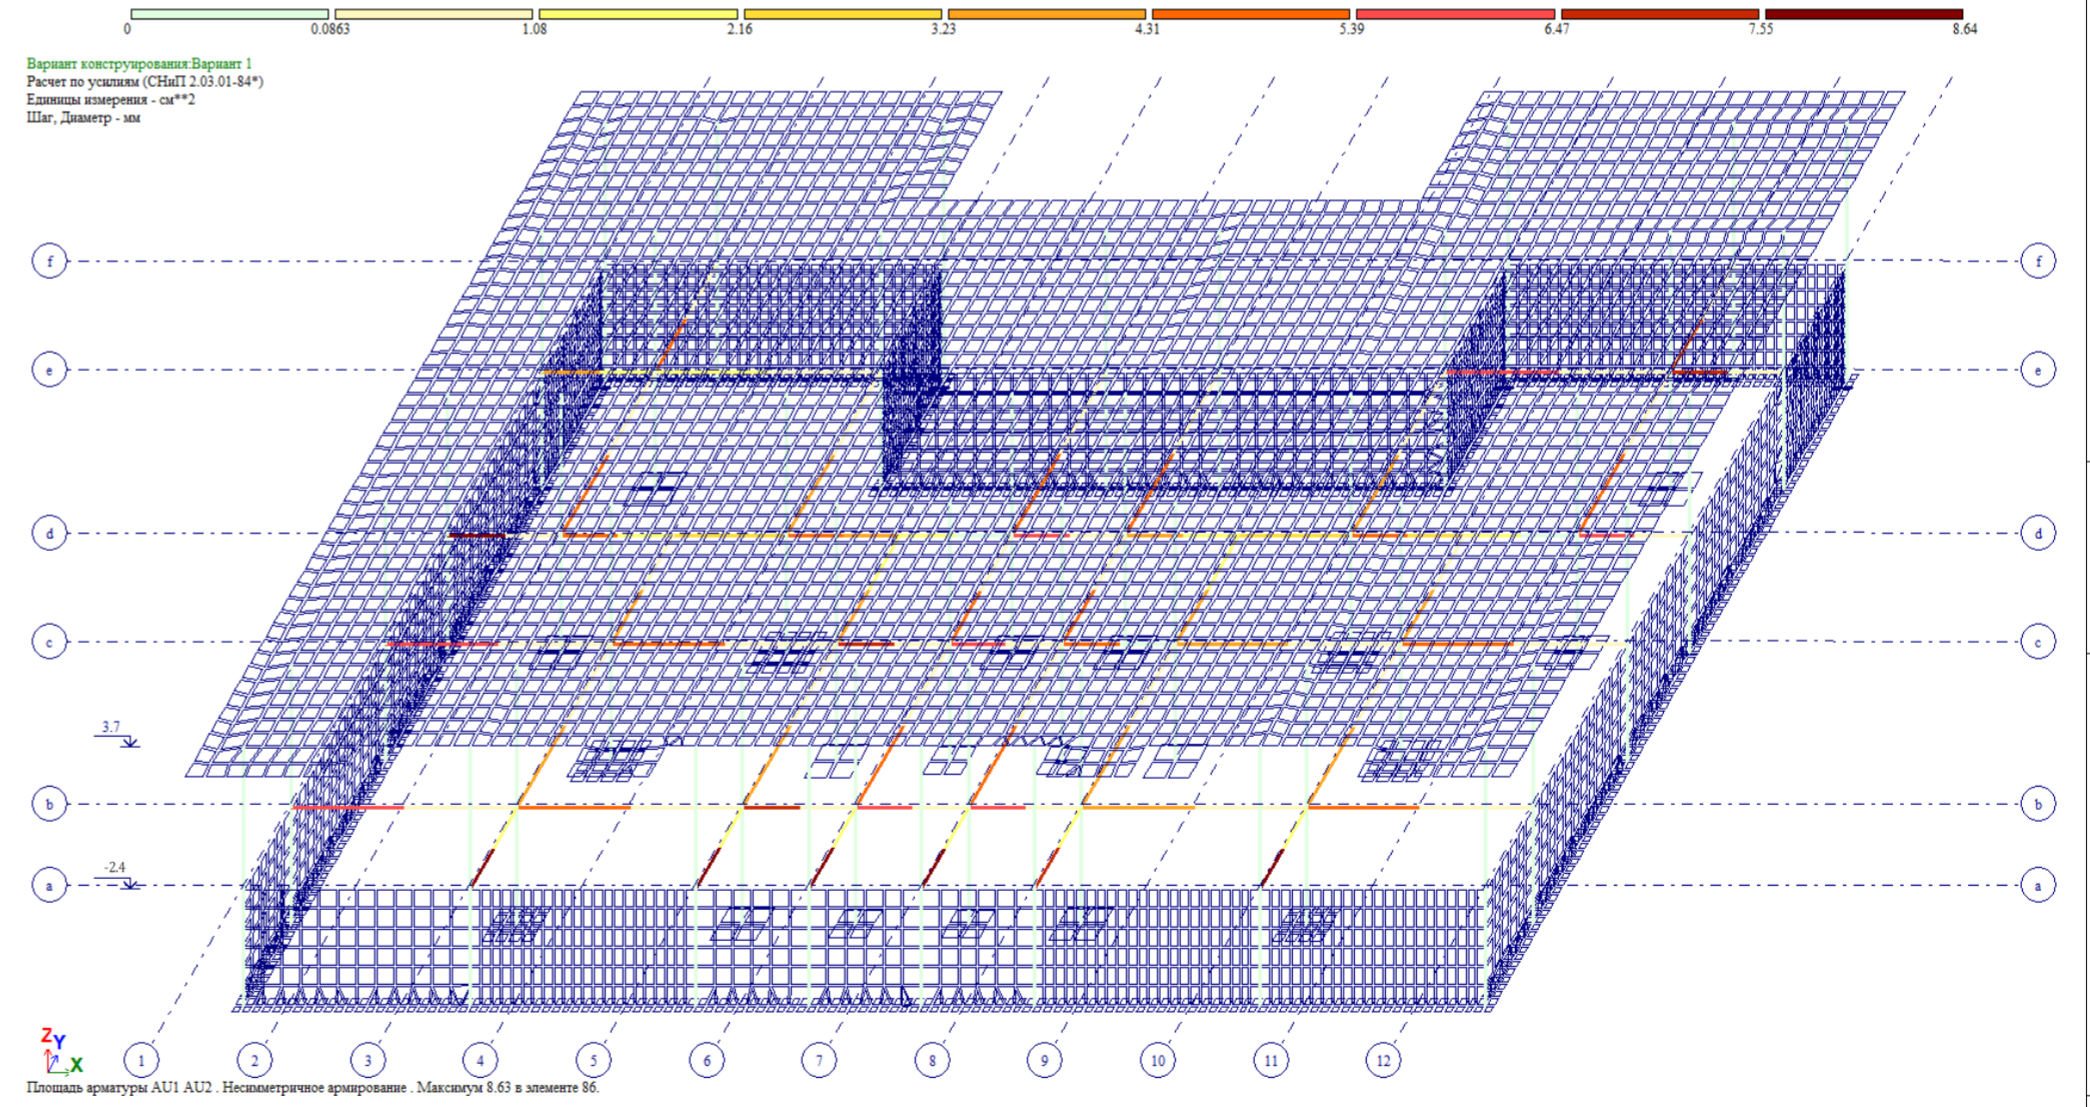 0 0.0863 1.08 2.16 3.23 4.31 5.39 6.47 7.55 8.64
Вариант конструирования:Вариант 1
Расчет по усилиям (СНиП 2.03.01-84*)
Единицы измерения - см**2
Шаг, Диаметр - мм
f f
e e
d d
c c
3.7
b b
-2.4
a a
Z Y
X
1 2 3 4 5 6 7 8 9 10 11 12
Площадь арматуры AU1 AU2 . Несимметричное армирование . Максимум 8.63 в элементе 86.